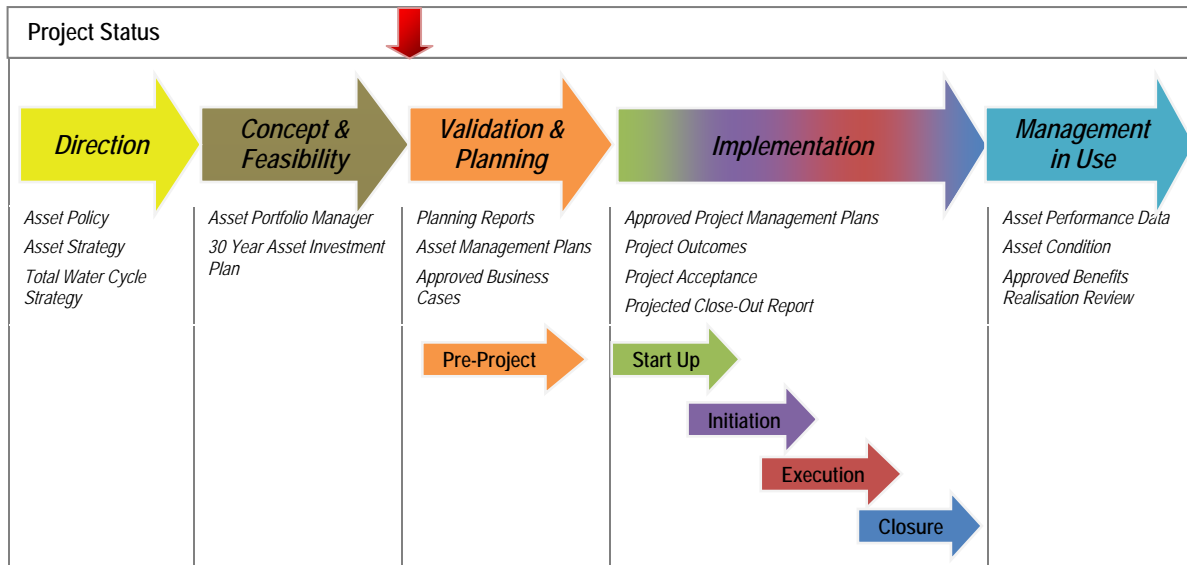 Project Status
Direction
Concept &
Feasibility
Validation &
Planning
Implementation
Management
in Use
Asset Policy
Asset Strategy
Total Water Cycle
Strategy
Asset Portfolio Manager
30 Year Asset Investment
Plan
Planning Reports
Asset Management Plans
Approved Business
Cases
Approved Project Management Plans
Project Outcomes
Project Acceptance
Projected Close-Out Report
Asset Performance Data
Asset Condition
Approved Benefits
Realisation Review
Pre-Project
Start Up
Initiation
Execution
Closure